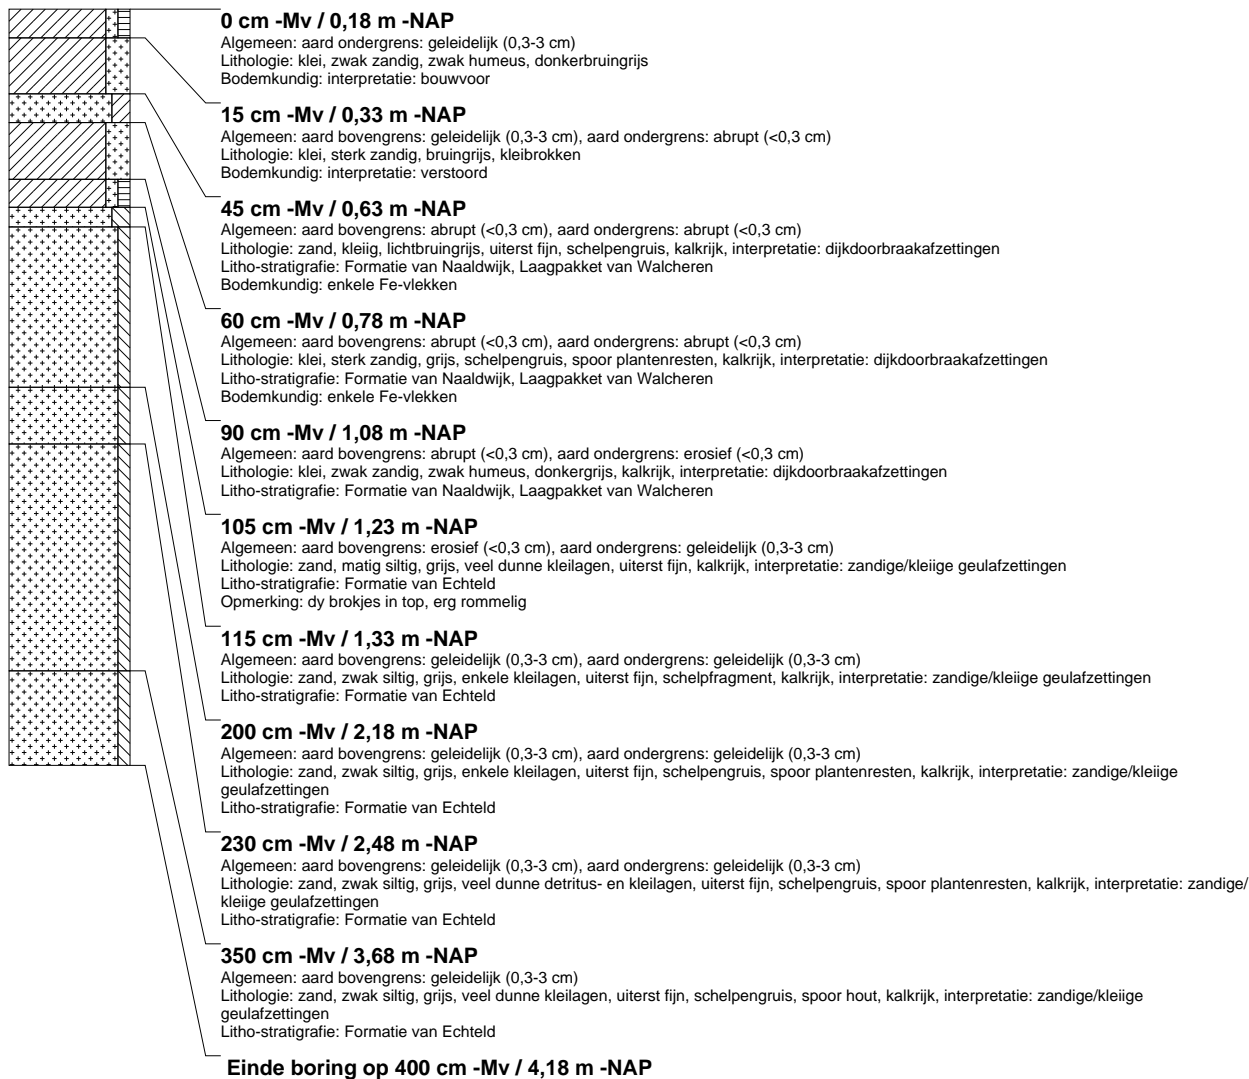 0 cm -Mv / 0,18 m -NAP
Algemeen: aard ondergrens: geleidelijk (0,3-3 cm)
Lithologie: klei, zwak zandig, zwak humeus, donkerbruingrijs
Bodemkundig: interpretatie: bouwvoor
15 cm -Mv / 0,33 m -NAP
Algemeen: aard bovengrens: geleidelijk (0,3-3 cm), aard ondergrens: abrupt (<0,3 cm)
Lithologie: klei, sterk zandig, bruingrijs, kleibrokken
Bodemkundig: interpretatie: verstoord
45 cm -Mv / 0,63 m -NAP
Algemeen: aard bovengrens: abrupt (<0,3 cm), aard ondergrens: abrupt (<0,3 cm)
Lithologie: zand, kleiig, lichtbruingrijs, uiterst fijn, schelpengruis, kalkrijk, interpretatie: dijkdoorbraakafzettingen
Litho-stratigrafie: Formatie van Naaldwijk, Laagpakket van Walcheren
Bodemkundig: enkele Fe-vlekken
60 cm -Mv / 0,78 m -NAP
Algemeen: aard bovengrens: abrupt (<0,3 cm), aard ondergrens: abrupt (<0,3 cm)
Lithologie: klei, sterk zandig, grijs, schelpengruis, spoor plantenresten, kalkrijk, interpretatie: dijkdoorbraakafzettingen
Litho-stratigrafie: Formatie van Naaldwijk, Laagpakket van Walcheren
Bodemkundig: enkele Fe-vlekken
90 cm -Mv / 1,08 m -NAP
Algemeen: aard bovengrens: abrupt (<0,3 cm), aard ondergrens: erosief (<0,3 cm)
Lithologie: klei, zwak zandig, zwak humeus, donkergrijs, kalkrijk, interpretatie: dijkdoorbraakafzettingen
Litho-stratigrafie: Formatie van Naaldwijk, Laagpakket van Walcheren
105 cm -Mv / 1,23 m -NAP
Algemeen: aard bovengrens: erosief (<0,3 cm), aard ondergrens: geleidelijk (0,3-3 cm)
Lithologie: zand, matig siltig, grijs, veel dunne kleilagen, uiterst fijn, kalkrijk, interpretatie: zandige/kleiige geulafzettingen
Litho-stratigrafie: Formatie van Echteld
Opmerking: dy brokjes in top, erg rommelig
115 cm -Mv / 1,33 m -NAP
Algemeen: aard bovengrens: geleidelijk (0,3-3 cm), aard ondergrens: geleidelijk (0,3-3 cm)
Lithologie: zand, zwak siltig, grijs, enkele kleilagen, uiterst fijn, schelpfragment, kalkrijk, interpretatie: zandige/kleiige geulafzettingen
Litho-stratigrafie: Formatie van Echteld
200 cm -Mv / 2,18 m -NAP
Algemeen: aard bovengrens: geleidelijk (0,3-3 cm), aard ondergrens: geleidelijk (0,3-3 cm)
Lithologie: zand, zwak siltig, grijs, enkele kleilagen, uiterst fijn, schelpengruis, spoor plantenresten, kalkrijk, interpretatie: zandige/kleiige
geulafzettingen
Litho-stratigrafie: Formatie van Echteld
230 cm -Mv / 2,48 m -NAP
Algemeen: aard bovengrens: geleidelijk (0,3-3 cm), aard ondergrens: geleidelijk (0,3-3 cm)
Lithologie: zand, zwak siltig, grijs, veel dunne detritus- en kleilagen, uiterst fijn, schelpengruis, spoor plantenresten, kalkrijk, interpretatie: zandige/
kleiige geulafzettingen
Litho-stratigrafie: Formatie van Echteld
350 cm -Mv / 3,68 m -NAP
Algemeen: aard bovengrens: geleidelijk (0,3-3 cm)
Lithologie: zand, zwak siltig, grijs, veel dunne kleilagen, uiterst fijn, schelpengruis, spoor hout, kalkrijk, interpretatie: zandige/kleiige
geulafzettingen
Litho-stratigrafie: Formatie van Echteld
Einde boring op 400 cm -Mv / 4,18 m -NAP